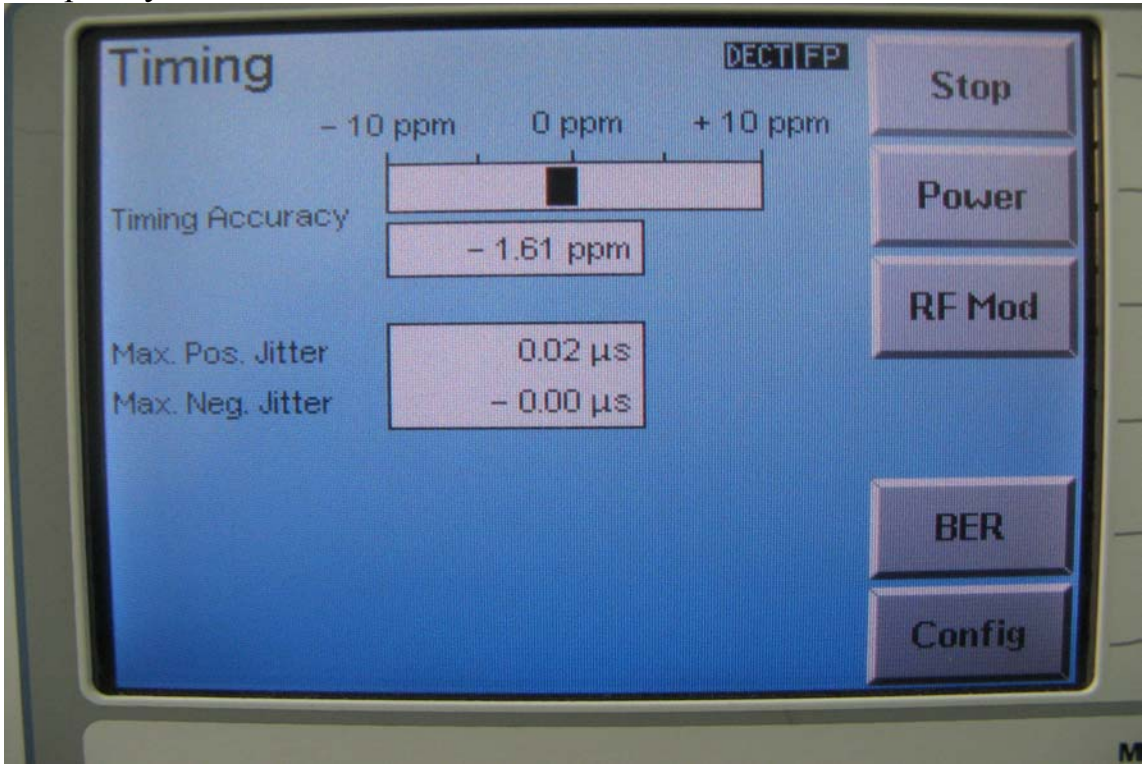 Timing
DECT FP
Stop
– 10 ppm 0 ppm + 10 ppm
Power
Timing Accuracy
– 1.61 ppm
RF Mod
Max. Pos. Jitter 0.02 µs
Max. Neg. Jitter – 0.00 µs
BER
Config
M